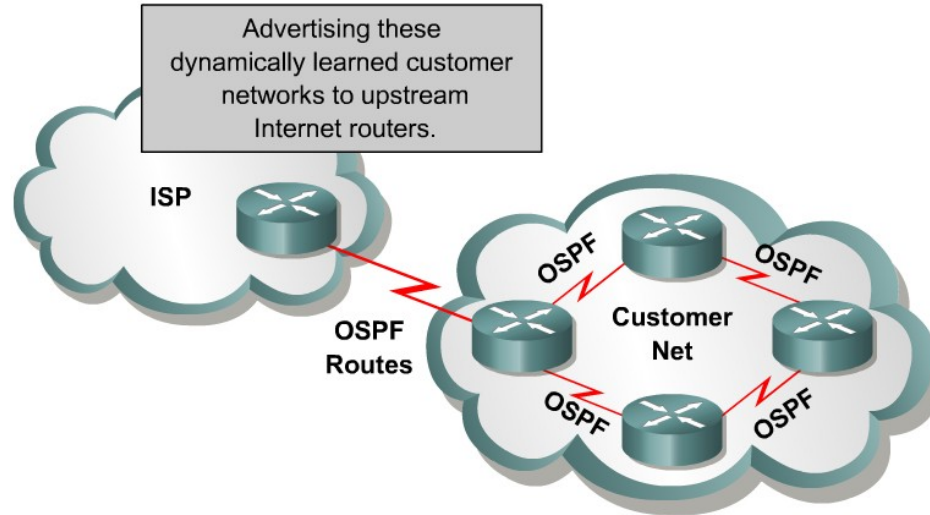 Advertising these
dynamically learned customer
networks to upstream
Internet routers.
ISP
OSPF
OSPF
Customer
Net
OSPF
Routes
OSPF
OSPF